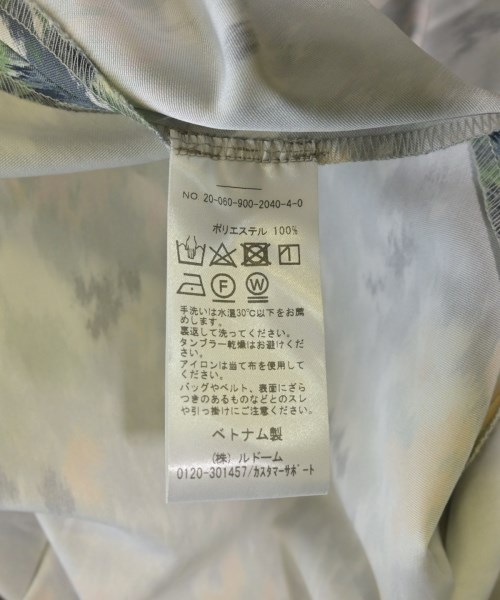 NO 20-060-900-2040-4-0
ポリエステル 100%
F W
手洗いは水温30℃以下をお薦
めします。
裏返して洗ってください。
タンブラー乾燥はお避けくだ
さい。
アイロンは当て布を使用して
ください。
バッグやベルト、表面にざら
つきのあるものなどとのスレ
や引っ掛けにご注意ください。
ベトナム製
(株) ルドーム
0120-301457/カスタマーサポート